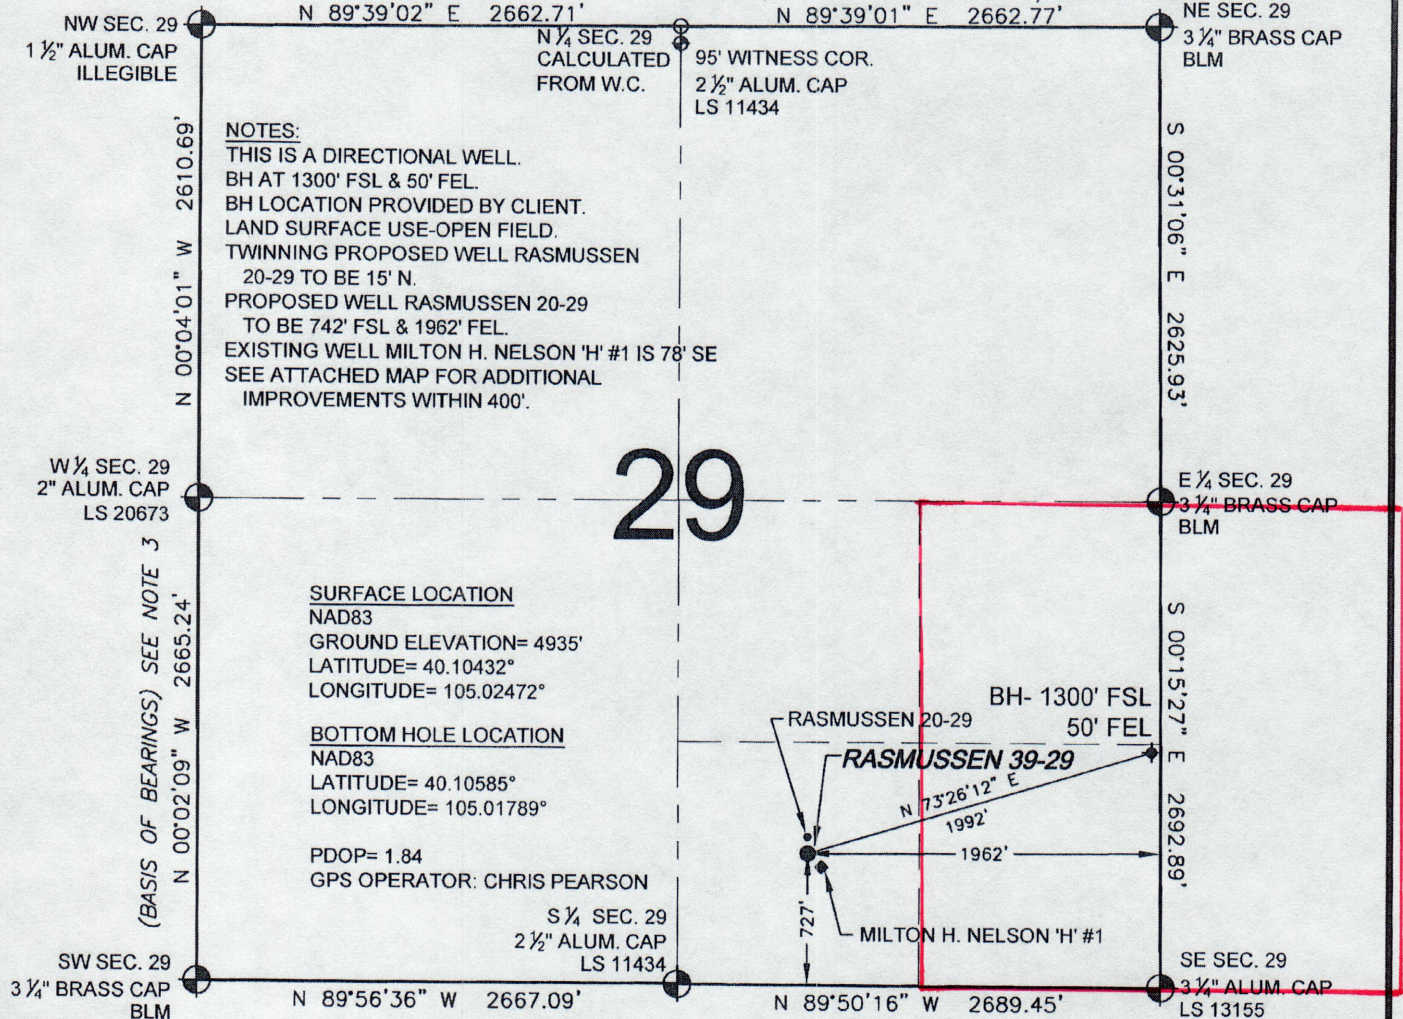 N 89°39'02" E 2662.71'
N 89°39'01" E 2662.77'
NW SEC. 29
1 ½" ALUM. CAP
ILLEGIBLE
N ¼ SEC. 29
CALCULATED
FROM W.C.
95' WITNESS COR.
2 ½" ALUM. CAP
LS 11434
NE SEC. 29
3 ¼" BRASS CAP
BLM
N 00°04'01" W 2610.69'
NOTES:
THIS IS A DIRECTIONAL WELL.
BH AT 1300' FSL & 50' FEL.
BH LOCATION PROVIDED BY CLIENT.
LAND SURFACE USE-OPEN FIELD.
TWINNING PROPOSED WELL RASMUSSEN
20-29 TO BE 15' N.
PROPOSED WELL RASMUSSEN 20-29
TO BE 742' FSL & 1962' FEL.
EXISTING WELL MILTON H. NELSON 'H' #1 IS 78' SE
SEE ATTACHED MAP FOR ADDITIONAL
IMPROVEMENTS WITHIN 400'.
S 00°31'06" E 2625.93'
W ¼ SEC. 29
2" ALUM. CAP
LS 20673
29
E ¼ SEC. 29
3 ¼" BRASS CAP
BLM
(BASIS OF BEARINGS) SEE NOTE 3
N 00°02'09" W 2665.24'
SURFACE LOCATION
NAD83
GROUND ELEVATION= 4935'
LATITUDE= 40.10432°
LONGITUDE= 105.02472°
BOTTOM HOLE LOCATION
NAD83
LATITUDE= 40.10585°
LONGITUDE= 105.01789°
PDOP= 1.84
GPS OPERATOR: CHRIS PEARSON
S 00°15'27" E 2692.89'
BH- 1300' FSL
50' FEL
RASMUSSEN 20-29
RASMUSSEN 39-29
N 73°26'12" E
1992'
1962'
727'
MILTON H. NELSON 'H' #1
S ¼ SEC. 29
2 ½" ALUM. CAP
LS 11434
SW SEC. 29
3 ¼" BRASS CAP
BLM
N 89°56'36" W 2667.09'
N 89°50'16" W 2689.45'
SE SEC. 29
3 ¼" ALUM. CAP
LS 13155